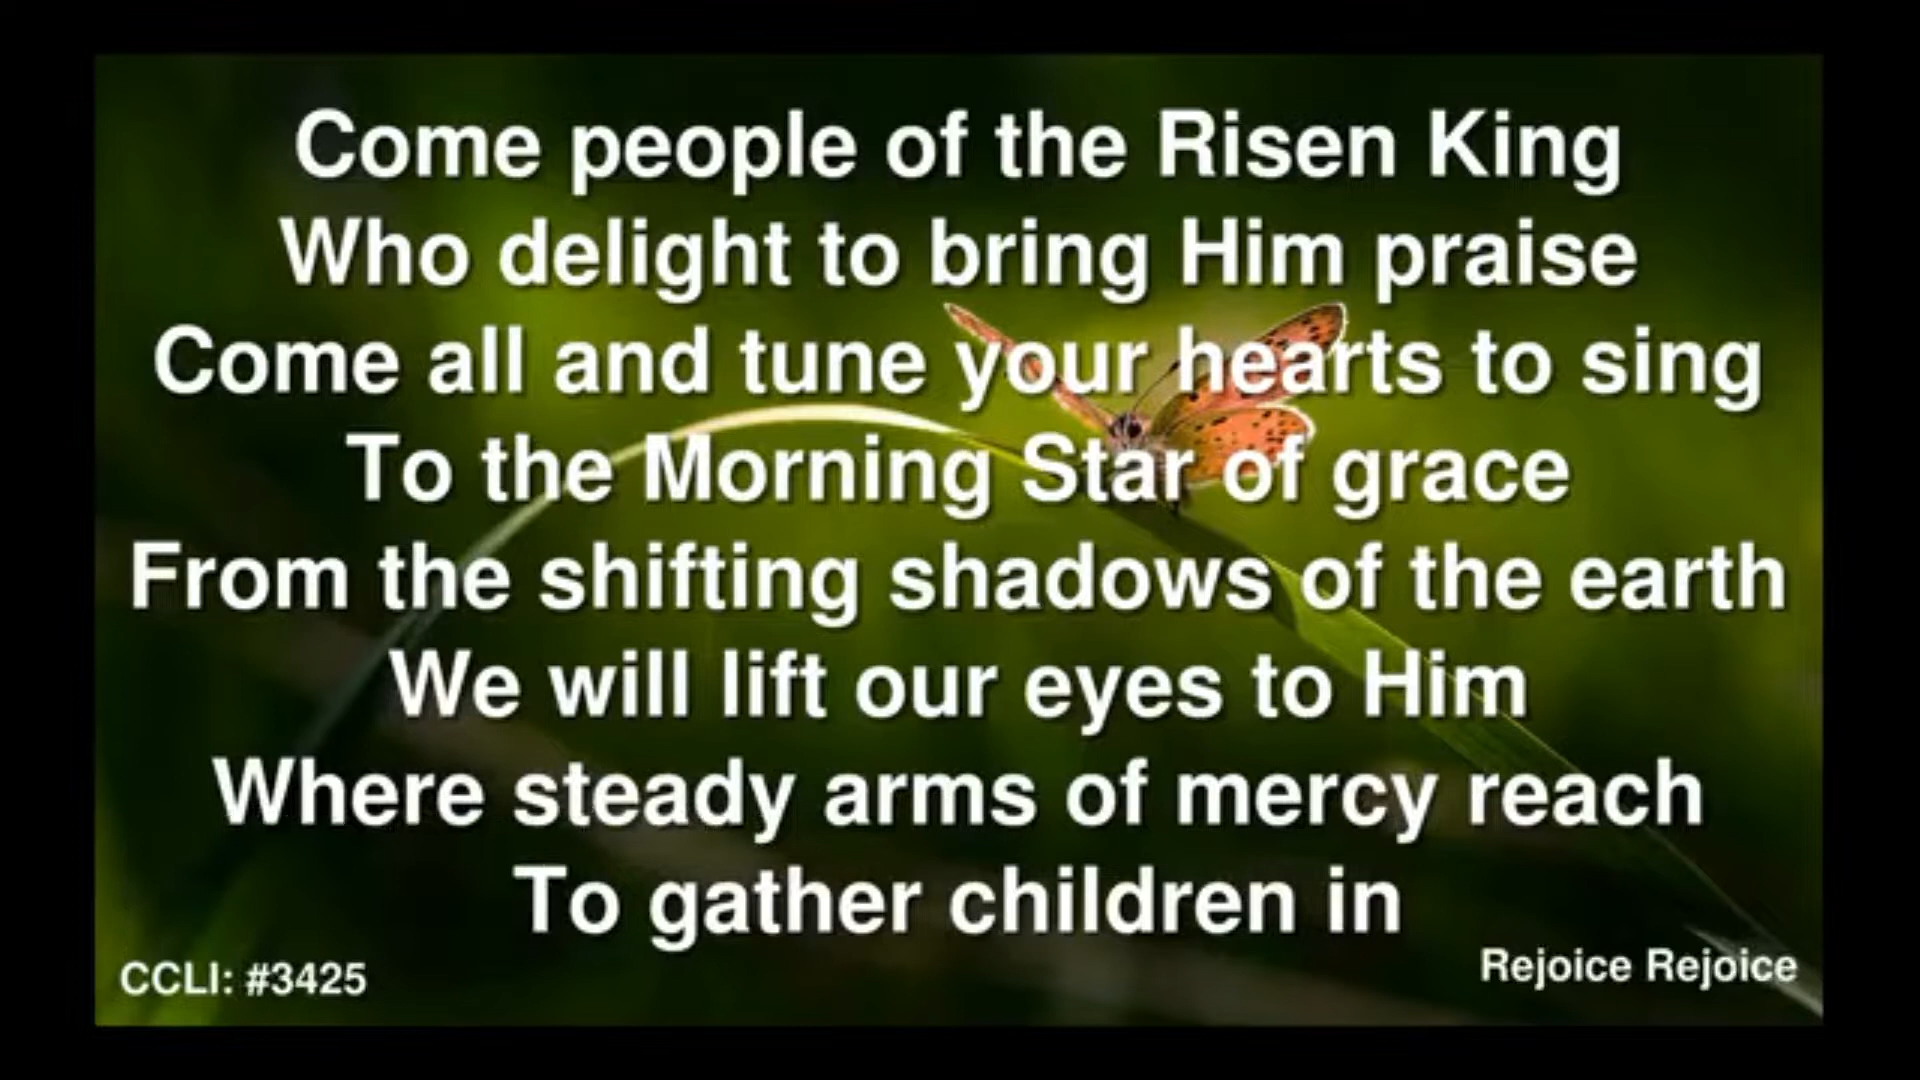 Come people of the Risen King
Who delight to bring Him praise
Come all and tune your hearts to sing
To the Morning Star of grace
From the shifting shadows of the earth
We will lift our eyes to Him
Where steady arms of mercy reach
To gather children in
CCLI: #3425
Rejoice Rejoice